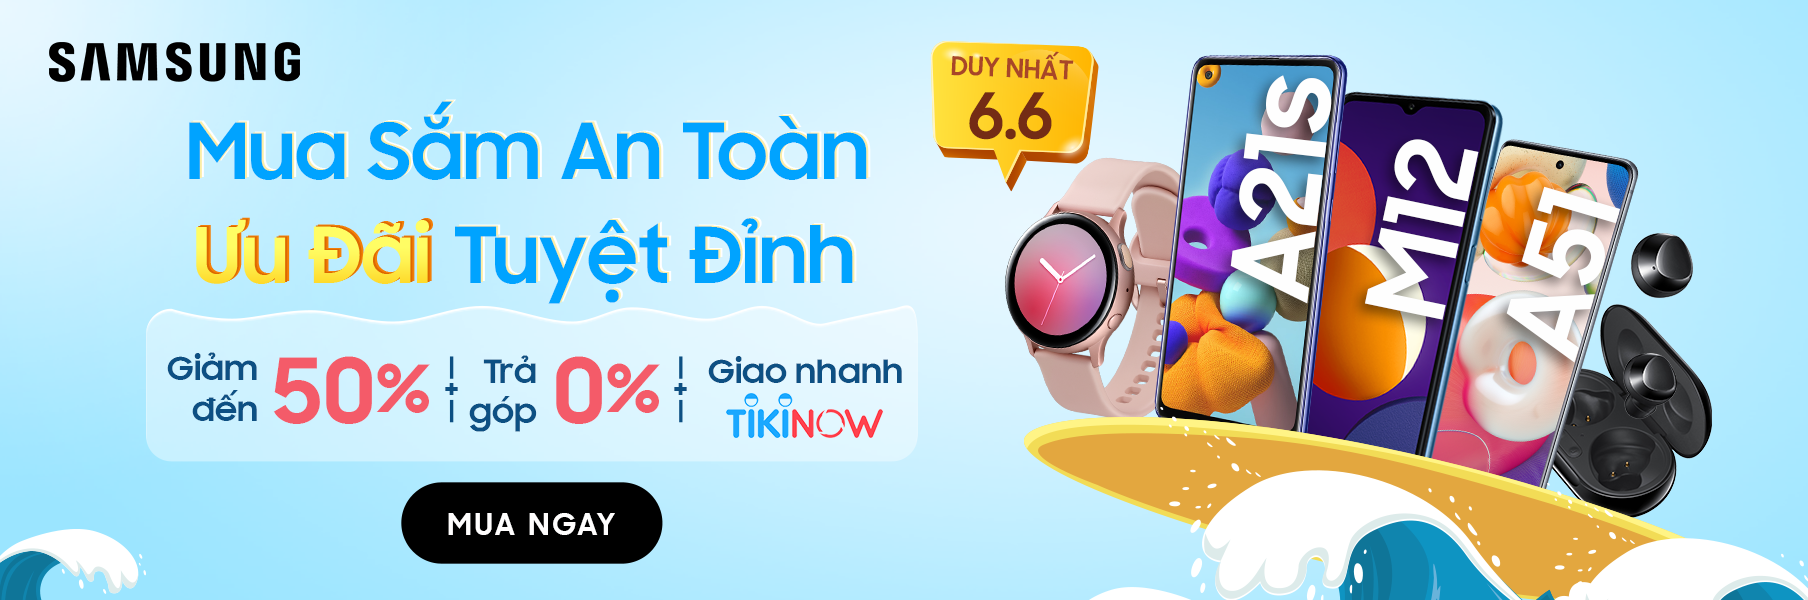 SAMSUNG
Mua Sắm An Toàn
Ưu Đãi Tuyệt Đỉnh
Giảm đến 50% + Trả góp 0% + Giao nhanh
TIKINOW
MUA NGAY
DUY NHẤT
6.6
A21s
M12
A51